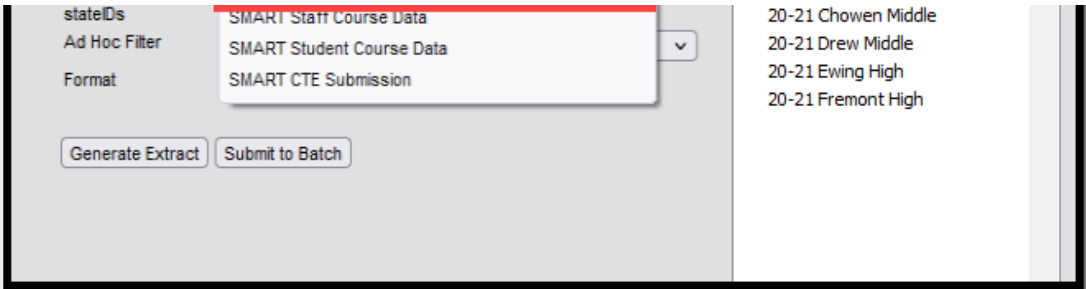 stateIDs
Ad Hoc Filter
Format
SMART Staff Course Data
SMART Student Course Data
SMART CTE Submission
Generate Extract
Submit to Batch
20-21 Chowen Middle
20-21 Drew Middle
20-21 Ewing High
20-21 Fremont High